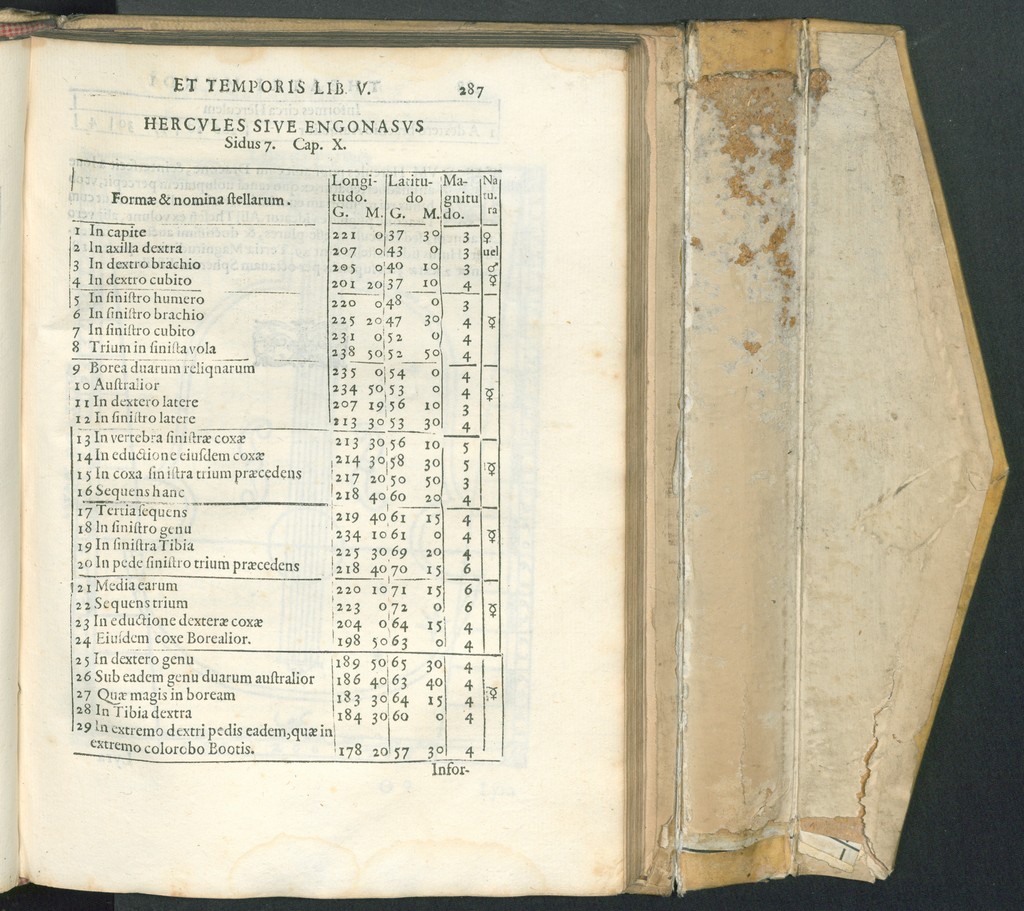 ET TEMPORIS LIB. V. 287
HERCVLES SIVE ENGONASVS
Sidus 7. Cap. X.
Formæ & nomina ſtellarum. Longi- Latitu- Ma- Na
tudo. do gnitu tu.
G. M. G. M. do. ra
1 In capite 221 0 37 30 3 ♀
2 In axilla dextra 207 0 43 0 3 uel
3 In dextro brachio 205 0 40 10 3 ♂
4 In dextro cubito 201 20 37 10 4 ☿
5 In ſiniſtro humero 220 0 48 0 3
6 In ſiniſtro brachio 225 20 47 30 4 ☿
7 In ſiniſtro cubito 231 0 52 0 4
8 Trium in ſiniſta vola 238 50 52 50 4
9 Borea duarum reliqnarum 235 0 54 0 4
10 Auſtralior 234 50 53 0 4 ☿
11 In dextero latere 207 19 56 10 3
12 In ſiniſtro latere 213 30 53 30 4
13 In vertebra ſiniſtræ coxæ 213 30 56 10 5
14 In eductione eiuſdem coxæ 214 30 58 30 5 ☿
15 In coxa ſiniſtra trium præcedens 217 20 50 50 3
16 Sequens hanc 218 40 60 20 4
17 Tertia ſequens 219 40 61 15 4
18 In ſiniſtro genu 234 10 61 0 4 ☿
19 In ſiniſtra Tibia 225 30 69 20 4
20 In pede ſiniſtro trium præcedens 218 40 70 15 6
21 Media earum 220 10 71 15 6
22 Sequens trium 223 0 72 0 6 ☿
23 In eductione dexteræ coxæ 204 0 64 15 4
24 Eiuſdem coxe Borealior. 198 50 63 0 4
25 In dextero genu 189 50 65 30 4
26 Sub eadem genu duarum auſtralior 186 40 63 40 4 ☿
27 Quæ magis in boream 183 30 64 15 4
28 In Tibia dextra 184 30 60 0 4
29 In extremo dextri pedis eadem, quæ in
extremo colorobo Bootis. 178 20 57 30 4
Infor-